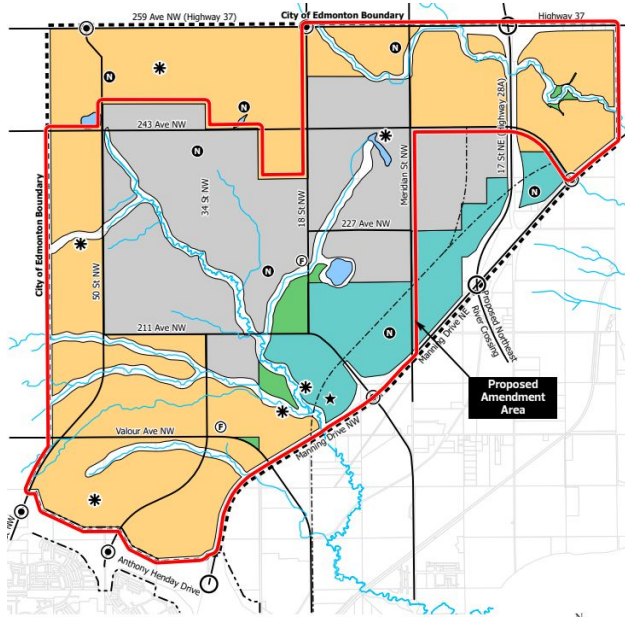 259 Ave NW (Highway 37)
City of Edmonton Boundary
Highway 37
N
N
N
243 Ave NW
17 St NE (Highway 28A)
N
34 St NW
18 St NW
Meridian St NW
N
City of Edmonton Boundary
50 St NW
227 Ave NW
F
N
211 Ave NW
N
Manning Drive NE
Proposed Northeast
River Crossing
Proposed
Amendment
Area
F
Valour Ave NW
Manning Drive NW
NW
Anthony Henday Drive
N